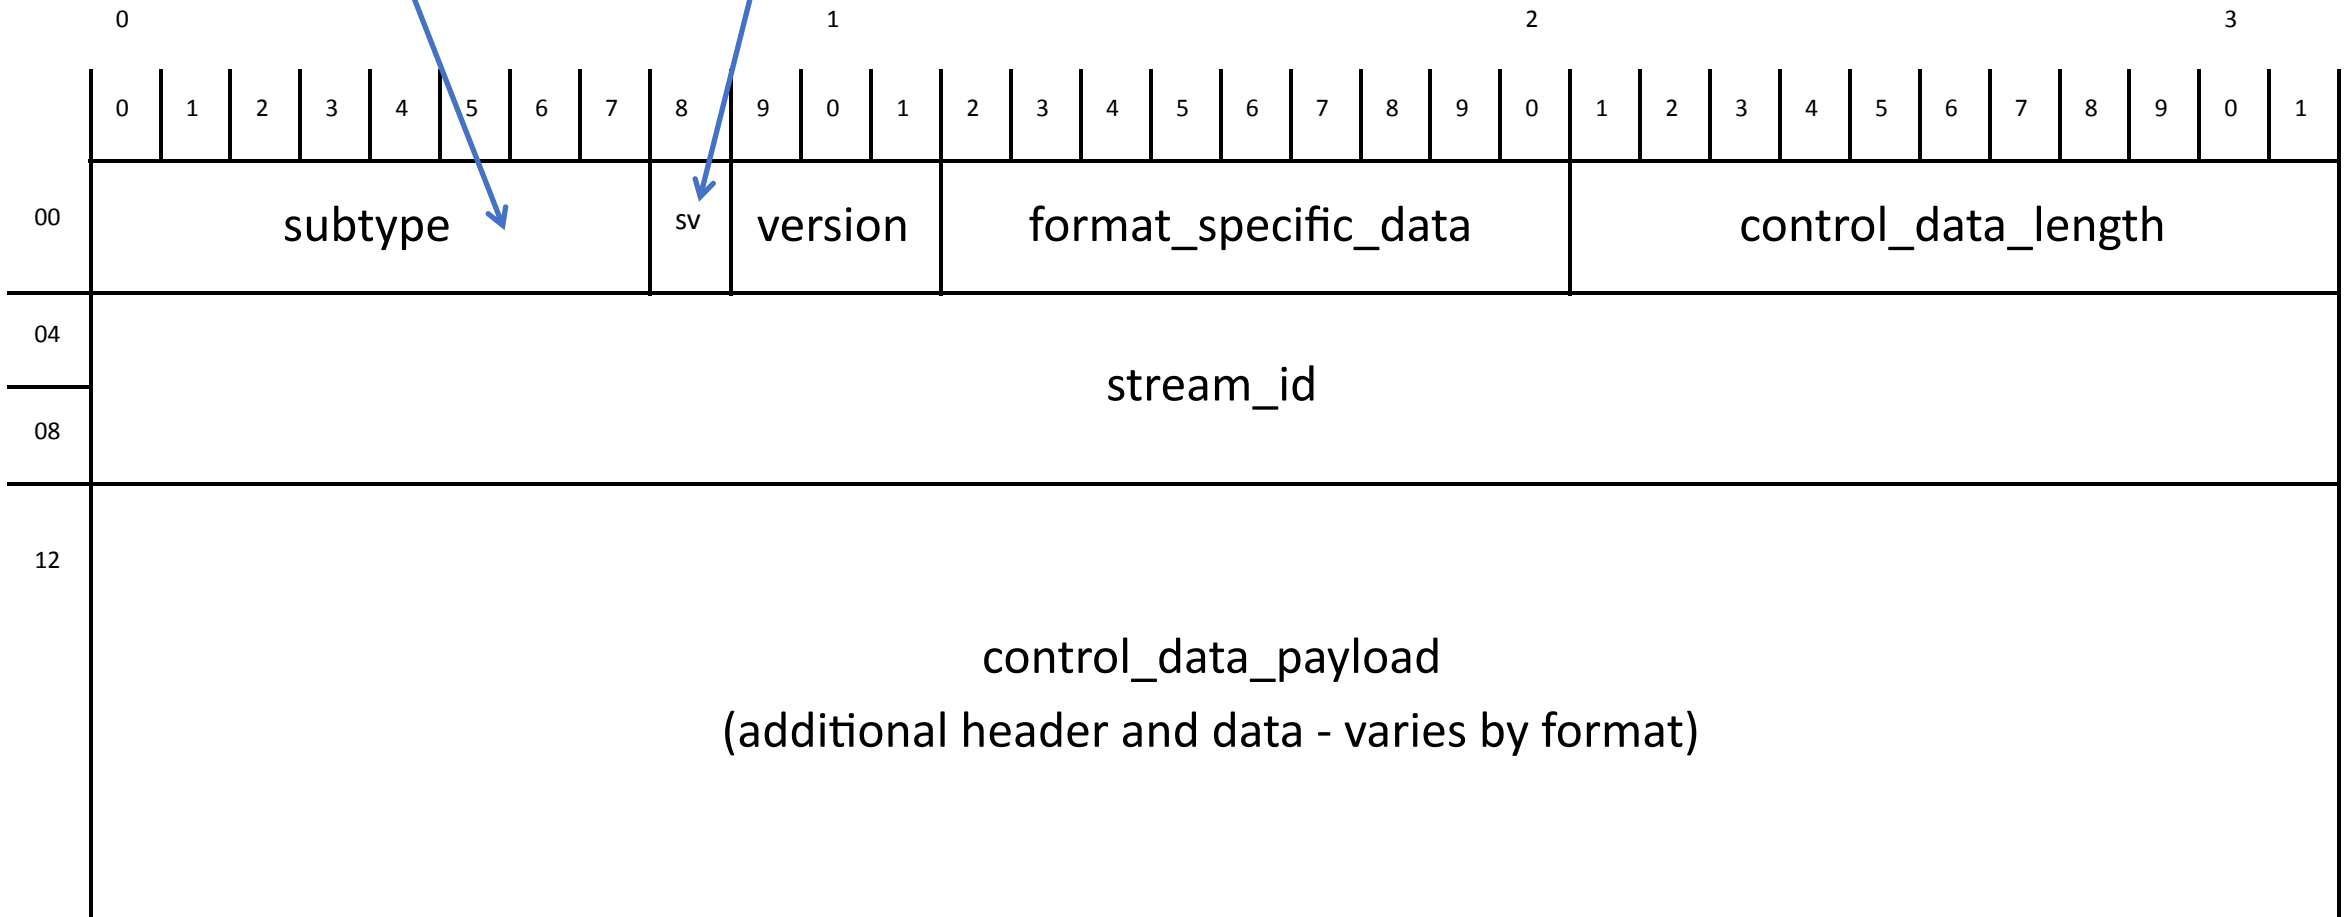 0 1 2 3
0 1 2 3 4 5 6 7 8 9 0 1 2 3 4 5 6 7 8 9 0 1 2 3 4 5 6 7 8 9 0 1
00 subtype sv version format_specific_data control_data_length
04
stream_id
08
12
control_data_payload
(additional header and data - varies by format)